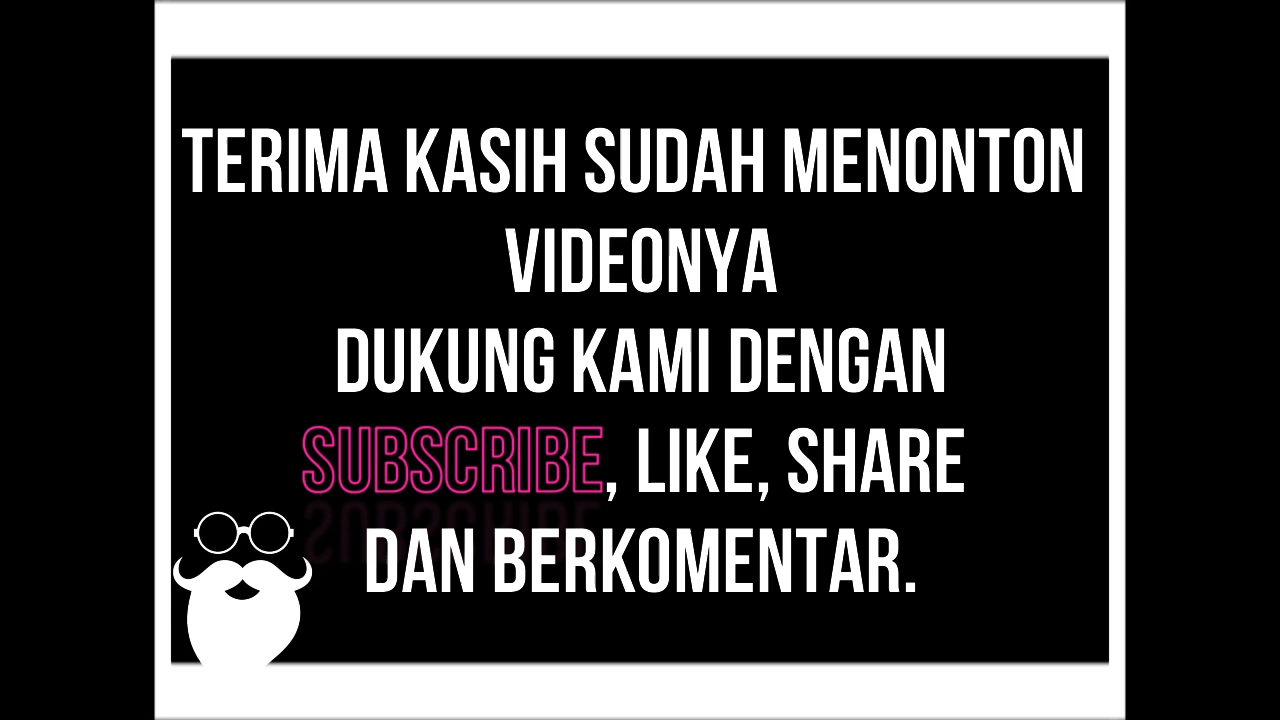 TERIMA KASIH SUDAH MENONTON
VIDEONYA
DUKUNG KAMI DENGAN
SUBSCRIBE, LIKE, SHARE
DAN BERKOMENTAR.